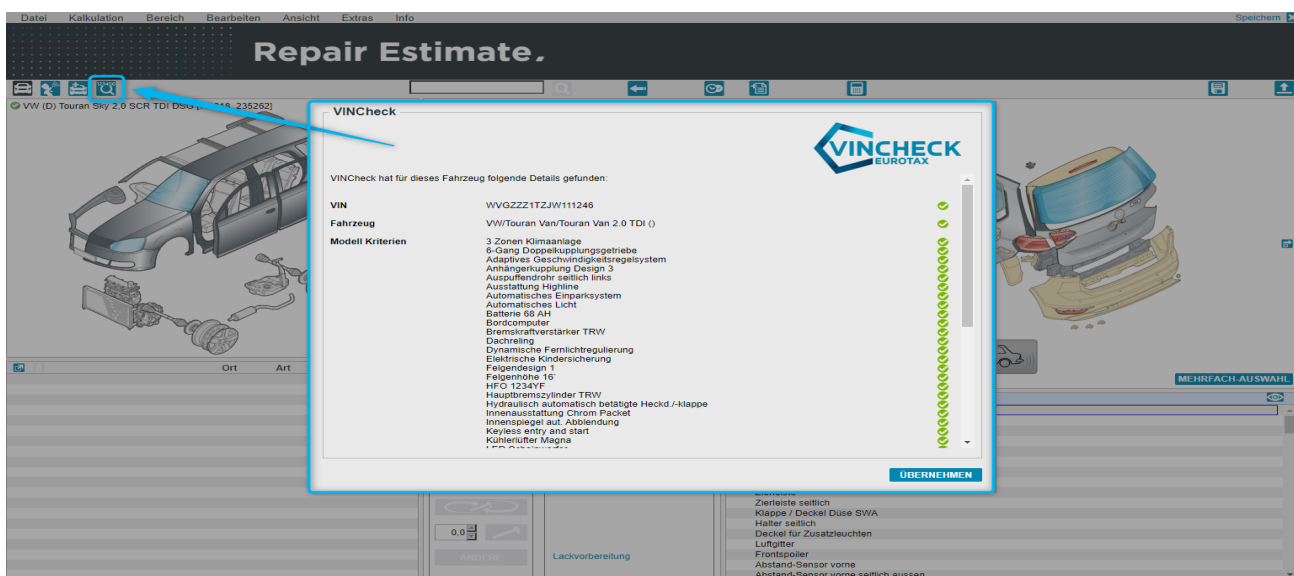 Datei Kalkulation Bereich Bearbeiten Ansicht Extras Info Speichern
Repair Estimate.
VW (D) Touran Sky 2,0 SCR TDI DSG 235262]
VINCheck
VINCHECK
EUROTAX
VINCheck hat für dieses Fahrzeug folgende Details gefunden:
VIN WVGZZZ1TZJW111246
Fahrzeug VW/Touran Van/Touran Van 2.0 TDI ()
Modell Kriterien 3 Zonen Klimaanlage
6-Gang Doppelkupplungsgetriebe
Adaptives Geschwindigkeitsregelsystem
Anhängerkupplung Design 3
Auspuffendrohr seitlich links
Ausstattung Highline
Automatisches Einparksystem
Automatisches Licht
Batterie 68 AH
Bordcomputer
Bremskraftverstärker TRW
Dachreling
Dynamische Fernlichtregulierung
Elektrische Kindersicherung
Felgendesign 1
Felgenhöhe 16'
HFO 1234YF
Hauptbremszylinder TRW
Hydraulisch automatisch betätigte Heckd./-klappe
Innenausstattung Chrom Packet
Innenspiegel aut. Abblendung
Keyless entry and start
Kühlerlüfter Magna
ÜBERNEHMEN
Ort Art
MEHRFACH-AUSWAHL
Zierleiste seitlich
Klappe / Deckel Düse SWA
Halter seitlich
Deckel für Zusatzleuchten
Luftgitter
Frontspoiler
Abstand-Sensor vorne
Abstand-Sensor vorne seitlich aussen
0,0
ANDERE
Lackvorbereitung